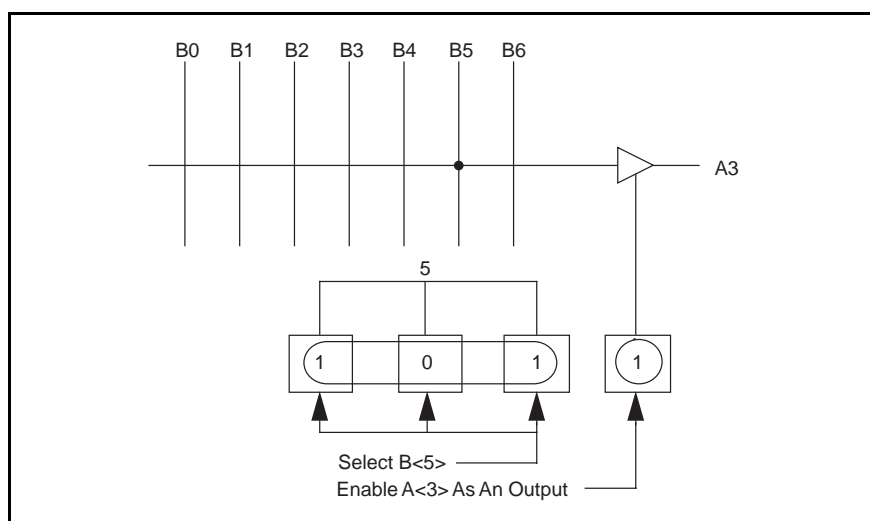 B0 B1 B2 B3 B4 B5 B6
A3
5
1 0 1 1
Select B<5>
Enable A<3> As An Output